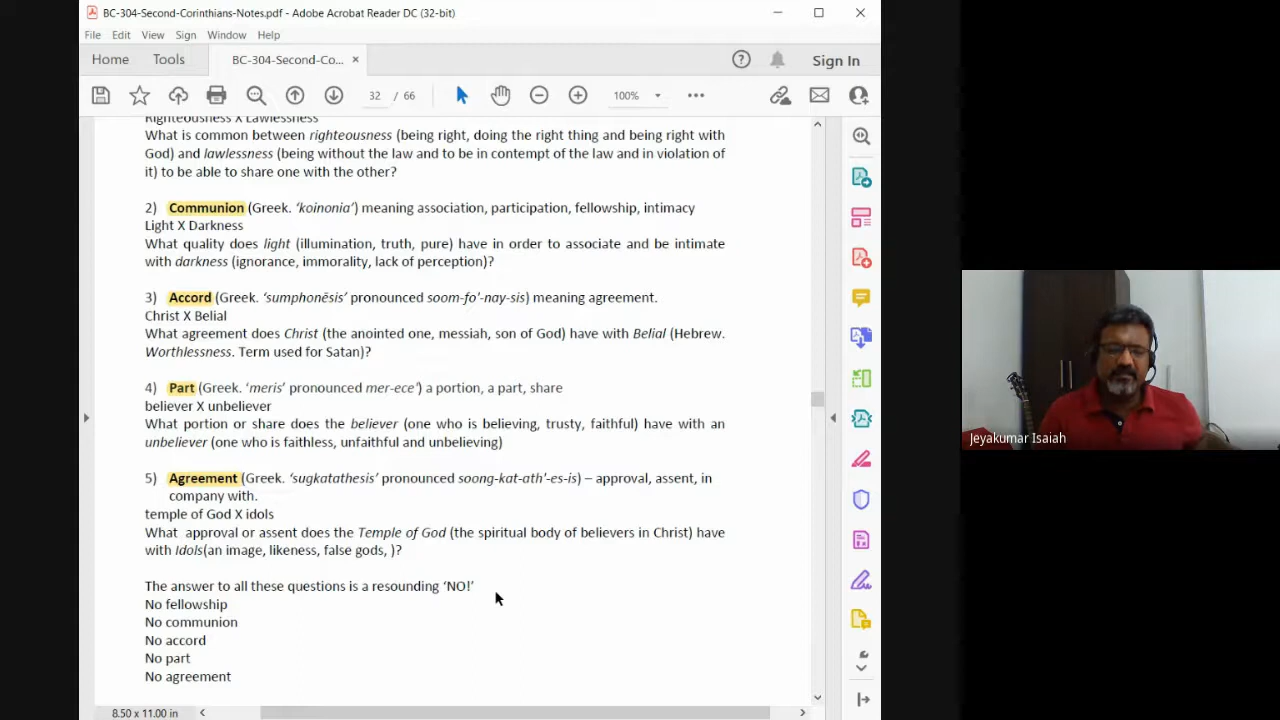 BC-304-Second-Corinthians-Notes.pdf - Adobe Acrobat Reader DC (32-bit)
File Edit View Sign Window Help
Home Tools BC-304-Second-Co... × Sign In
32 / 66 100%
Righteousness X Lawlessness
What is common between righteousness (being right, doing the right thing and being right with
God) and lawlessness (being without the law and to be in contempt of the law and in violation of
it) to be able to share one with the other?
2) Communion (Greek. ‘koinonia’) meaning association, participation, fellowship, intimacy
Light X Darkness
What quality does light (illumination, truth, pure) have in order to associate and be intimate
with darkness (ignorance, immorality, lack of perception)?
3) Accord (Greek. ‘sumphonēsis’ pronounced soom-fo'-nay-sis) meaning agreement.
Christ X Belial
What agreement does Christ (the anointed one, messiah, son of God) have with Belial (Hebrew.
Worthlessness. Term used for Satan)?
4) Part (Greek. ‘meris’ pronounced mer-ece’) a portion, a part, share
believer X unbeliever
What portion or share does the believer (one who is believing, trusty, faithful) have with an
unbeliever (one who is faithless, unfaithful and unbelieving)
5) Agreement (Greek. ‘sugkatathesis’ pronounced soong-kat-ath'-es-is) – approval, assent, in
company with.
temple of God X idols
What approval or assent does the Temple of God (the spiritual body of believers in Christ) have
with Idols(an image, likeness, false gods, )?
The answer to all these questions is a resounding ‘NO!’
No fellowship
No communion
No accord
No part
No agreement
8.50 x 11.00 in
Jeyakumar Isaiah